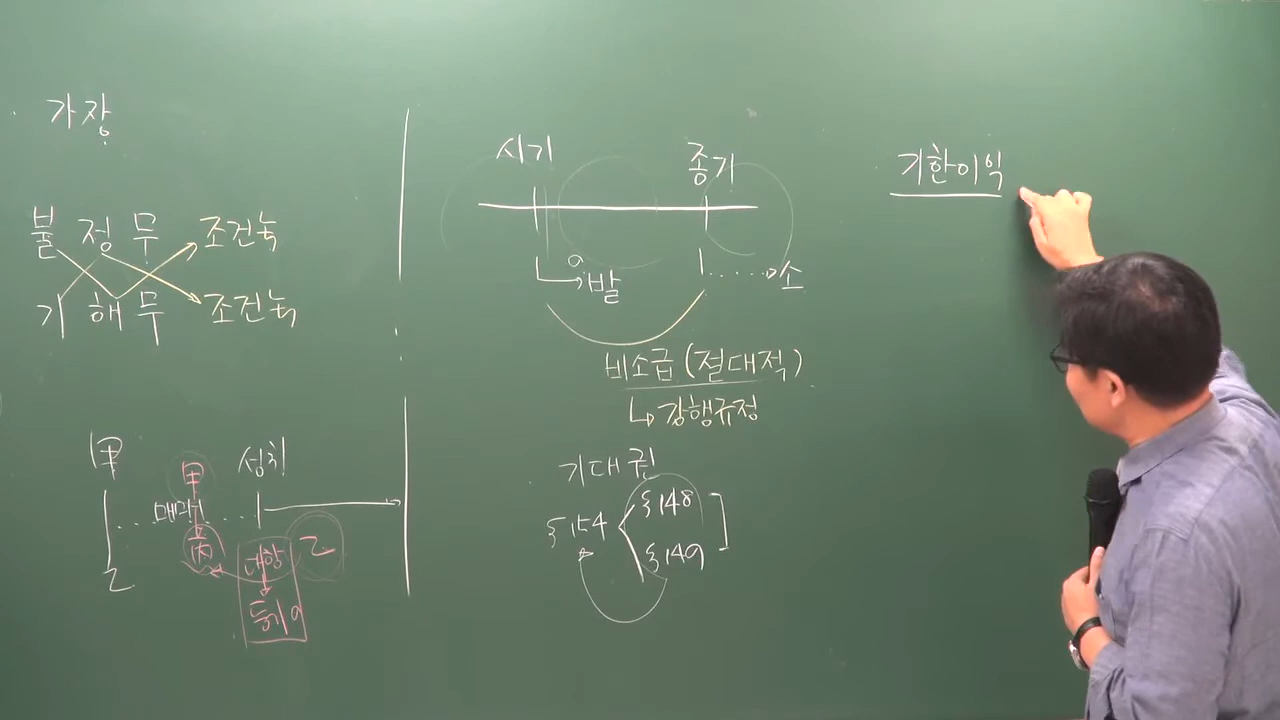 가장
불 정 무 조건녹
기 해 무 조건녹
甲 성취
甲
매매
丙
乙 대항
등기 O
乙
시기 종기
발 소
비소급(절대적)
↳ 강행규정
기대권
§154 §148
§149
기한이익